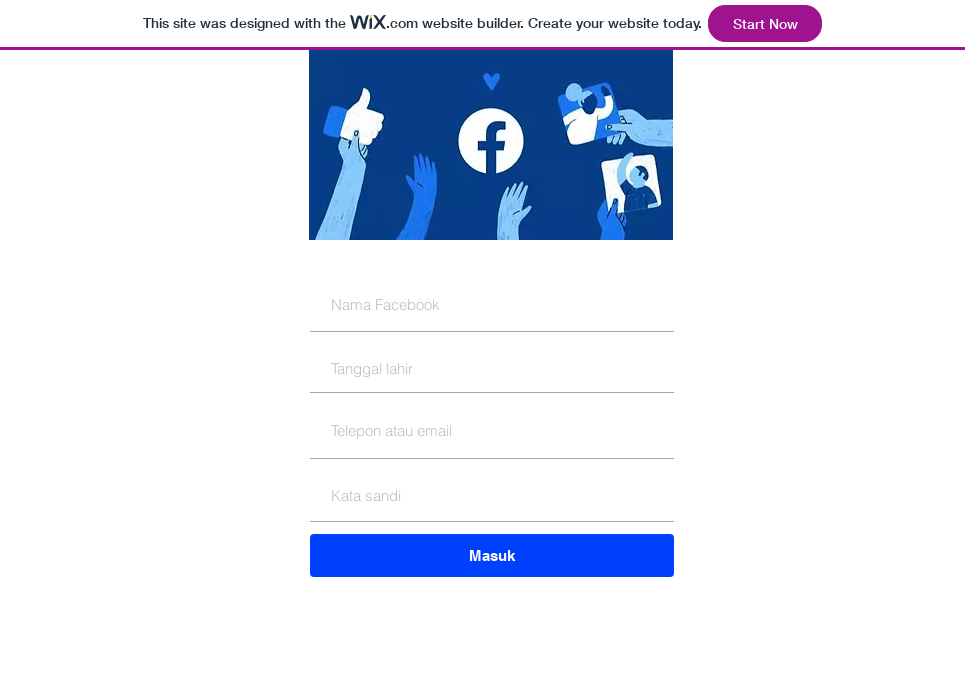 This site was designed with the WiX.com website builder. Create your website today. Start Now
Nama Facebook
Tanggal lahir
Telepon atau email
Kata sandi
Masuk